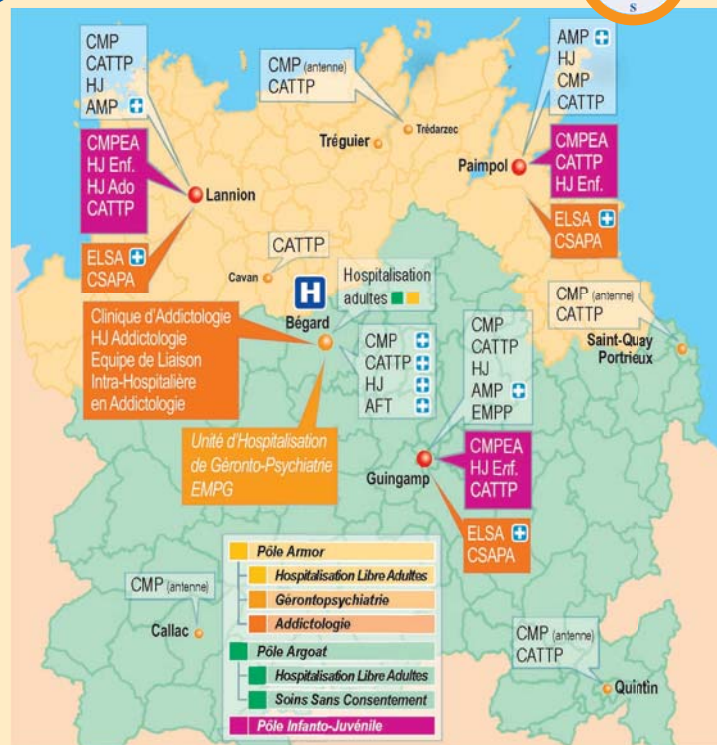 S
CMP
CATTP
HJ
AMP
CMPEA
HJ Enf.
HJ Ado
CATTP
ELSA
CSAPA
Lannion
CMP (antenne)
CATTP
Tréguier
Trédarzec
AMP
HJ
CMP
CATTP
CMPEA
CATTP
HJ Enf.
Paimpol
ELSA
CSAPA
CATTP
Cavan
H
Bégard
Hospitalisation
adultes
Clinique d'Addictologie
HJ Addictologie
Equipe de Liaison
Intra-Hospitalière
en Addictologie
CMP
CATTP
HJ
AFT
Unité d'Hospitalisation
de Géronto-Psychiatrie
EMPG
CMP
CATTP
HJ
AMP
EMPP
CMPEA
HJ Enf.
CATTP
Guingamp
ELSA
CSAPA
CMP (antenne)
CATTP
Saint-Quay
Portrieux
CMP (antenne)
Callac
CMP (antenne)
CATTP
Quintin
Pôle Armor
Hospitalisation Libre Adultes
Gérontopsychiatrie
Addictologie
Pôle Argoat
Hospitalisation Libre Adultes
Soins Sans Consentement
Pôle Infanto-Juvénile